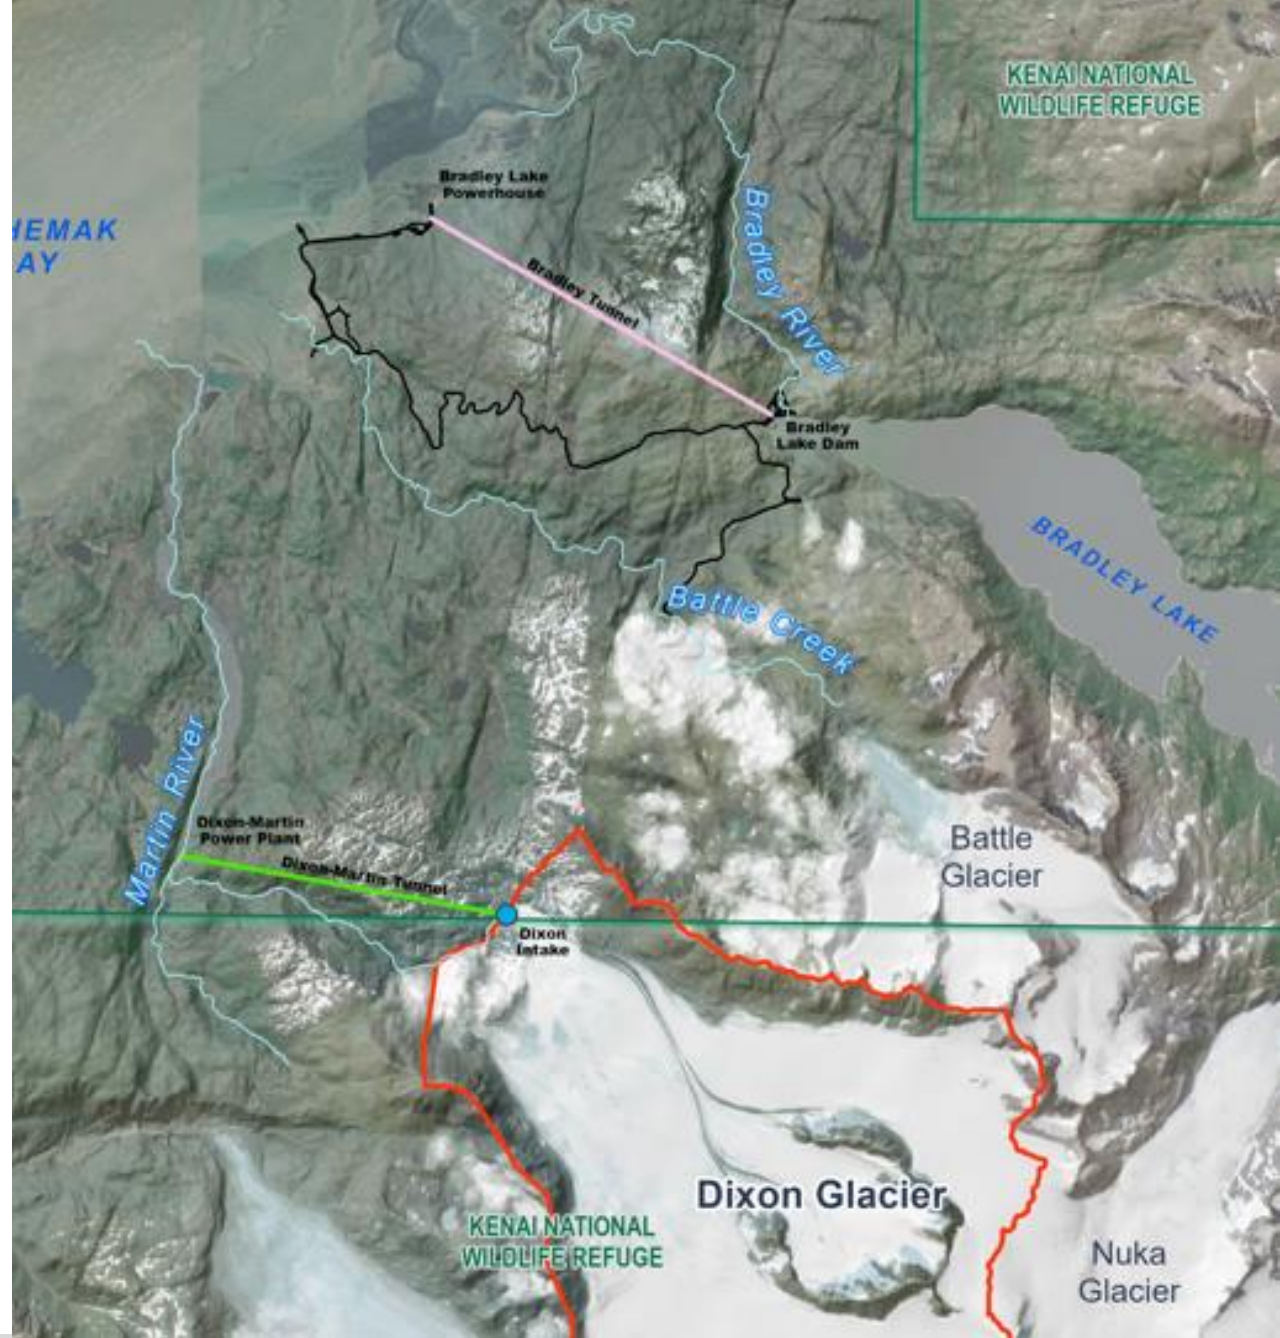 KENAI NATIONAL
WILDLIFE REFUGE
Bradley Lake
Powerhouse
HEMAK
AY
Bradley Tunnel
Bradley River
Bradley
Lake Dam
BRADLEY LAKE
Battle Creek
Martin River
Dixon-Martin
Power Plant
Dixon-Martin Tunnel
Battle
Glacier
Dixon
Intake
Dixon Glacier
KENAI NATIONAL
WILDLIFE REFUGE
Nuka
Glacier